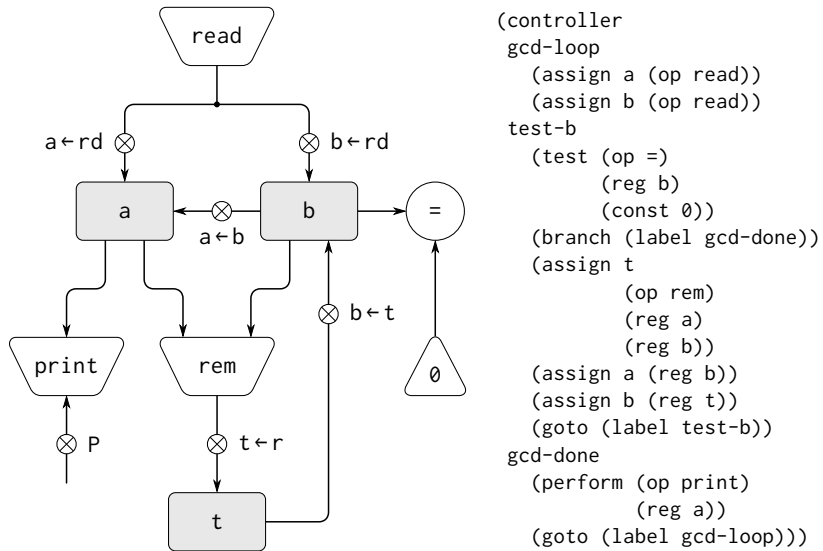 read
a←rd
b←rd
a
b
=
a←b
b←t
print
rem
0
P
t←r
t
(controller
 gcd-loop
   (assign a (op read))
   (assign b (op read))
 test-b
   (test (op =)
         (reg b)
         (const 0))
   (branch (label gcd-done))
   (assign t
           (op rem)
           (reg a)
           (reg b))
   (assign a (reg b))
   (assign b (reg t))
   (goto (label test-b))
 gcd-done
   (perform (op print)
            (reg a))
   (goto (label gcd-loop)))